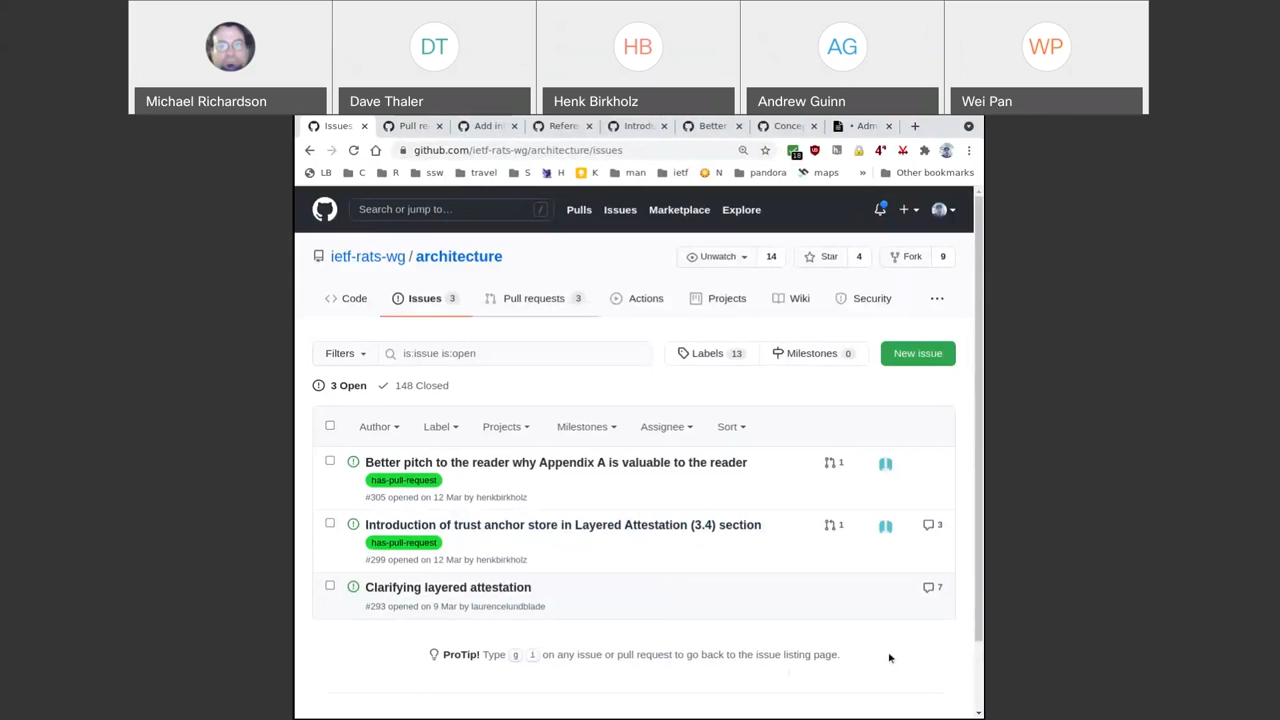 DT
HB
AG
WP
Michael Richardson
Dave Thaler
Henk Birkholz
Andrew Guinn
Wei Pan
Issues
Pull re
Add in
Refere
Introdu
Better
Conce
• Adm
github.com/ietf-rats-wg/architecture/issues
18
LB C R ssw travel S H K man ietf N pandora maps » Other bookmarks
Search or jump to… /
Pulls Issues Marketplace Explore
ietf-rats-wg / architecture
Unwatch 14 Star 4 Fork 9
Code Issues 3 Pull requests 3 Actions Projects Wiki Security
Filters is:issue is:open Labels 13 Milestones 0 New issue
3 Open 148 Closed
Author Label Projects Milestones Assignee Sort
Better pitch to the reader why Appendix A is valuable to the reader 1
has-pull-request
#305 opened on 12 Mar by henkbirkholz
Introduction of trust anchor store in Layered Attestation (3.4) section 1 3
has-pull-request
#299 opened on 12 Mar by henkbirkholz
Clarifying layered attestation 7
#293 opened on 9 Mar by laurencelundblade
ProTip! Type g i on any issue or pull request to go back to the issue listing page.